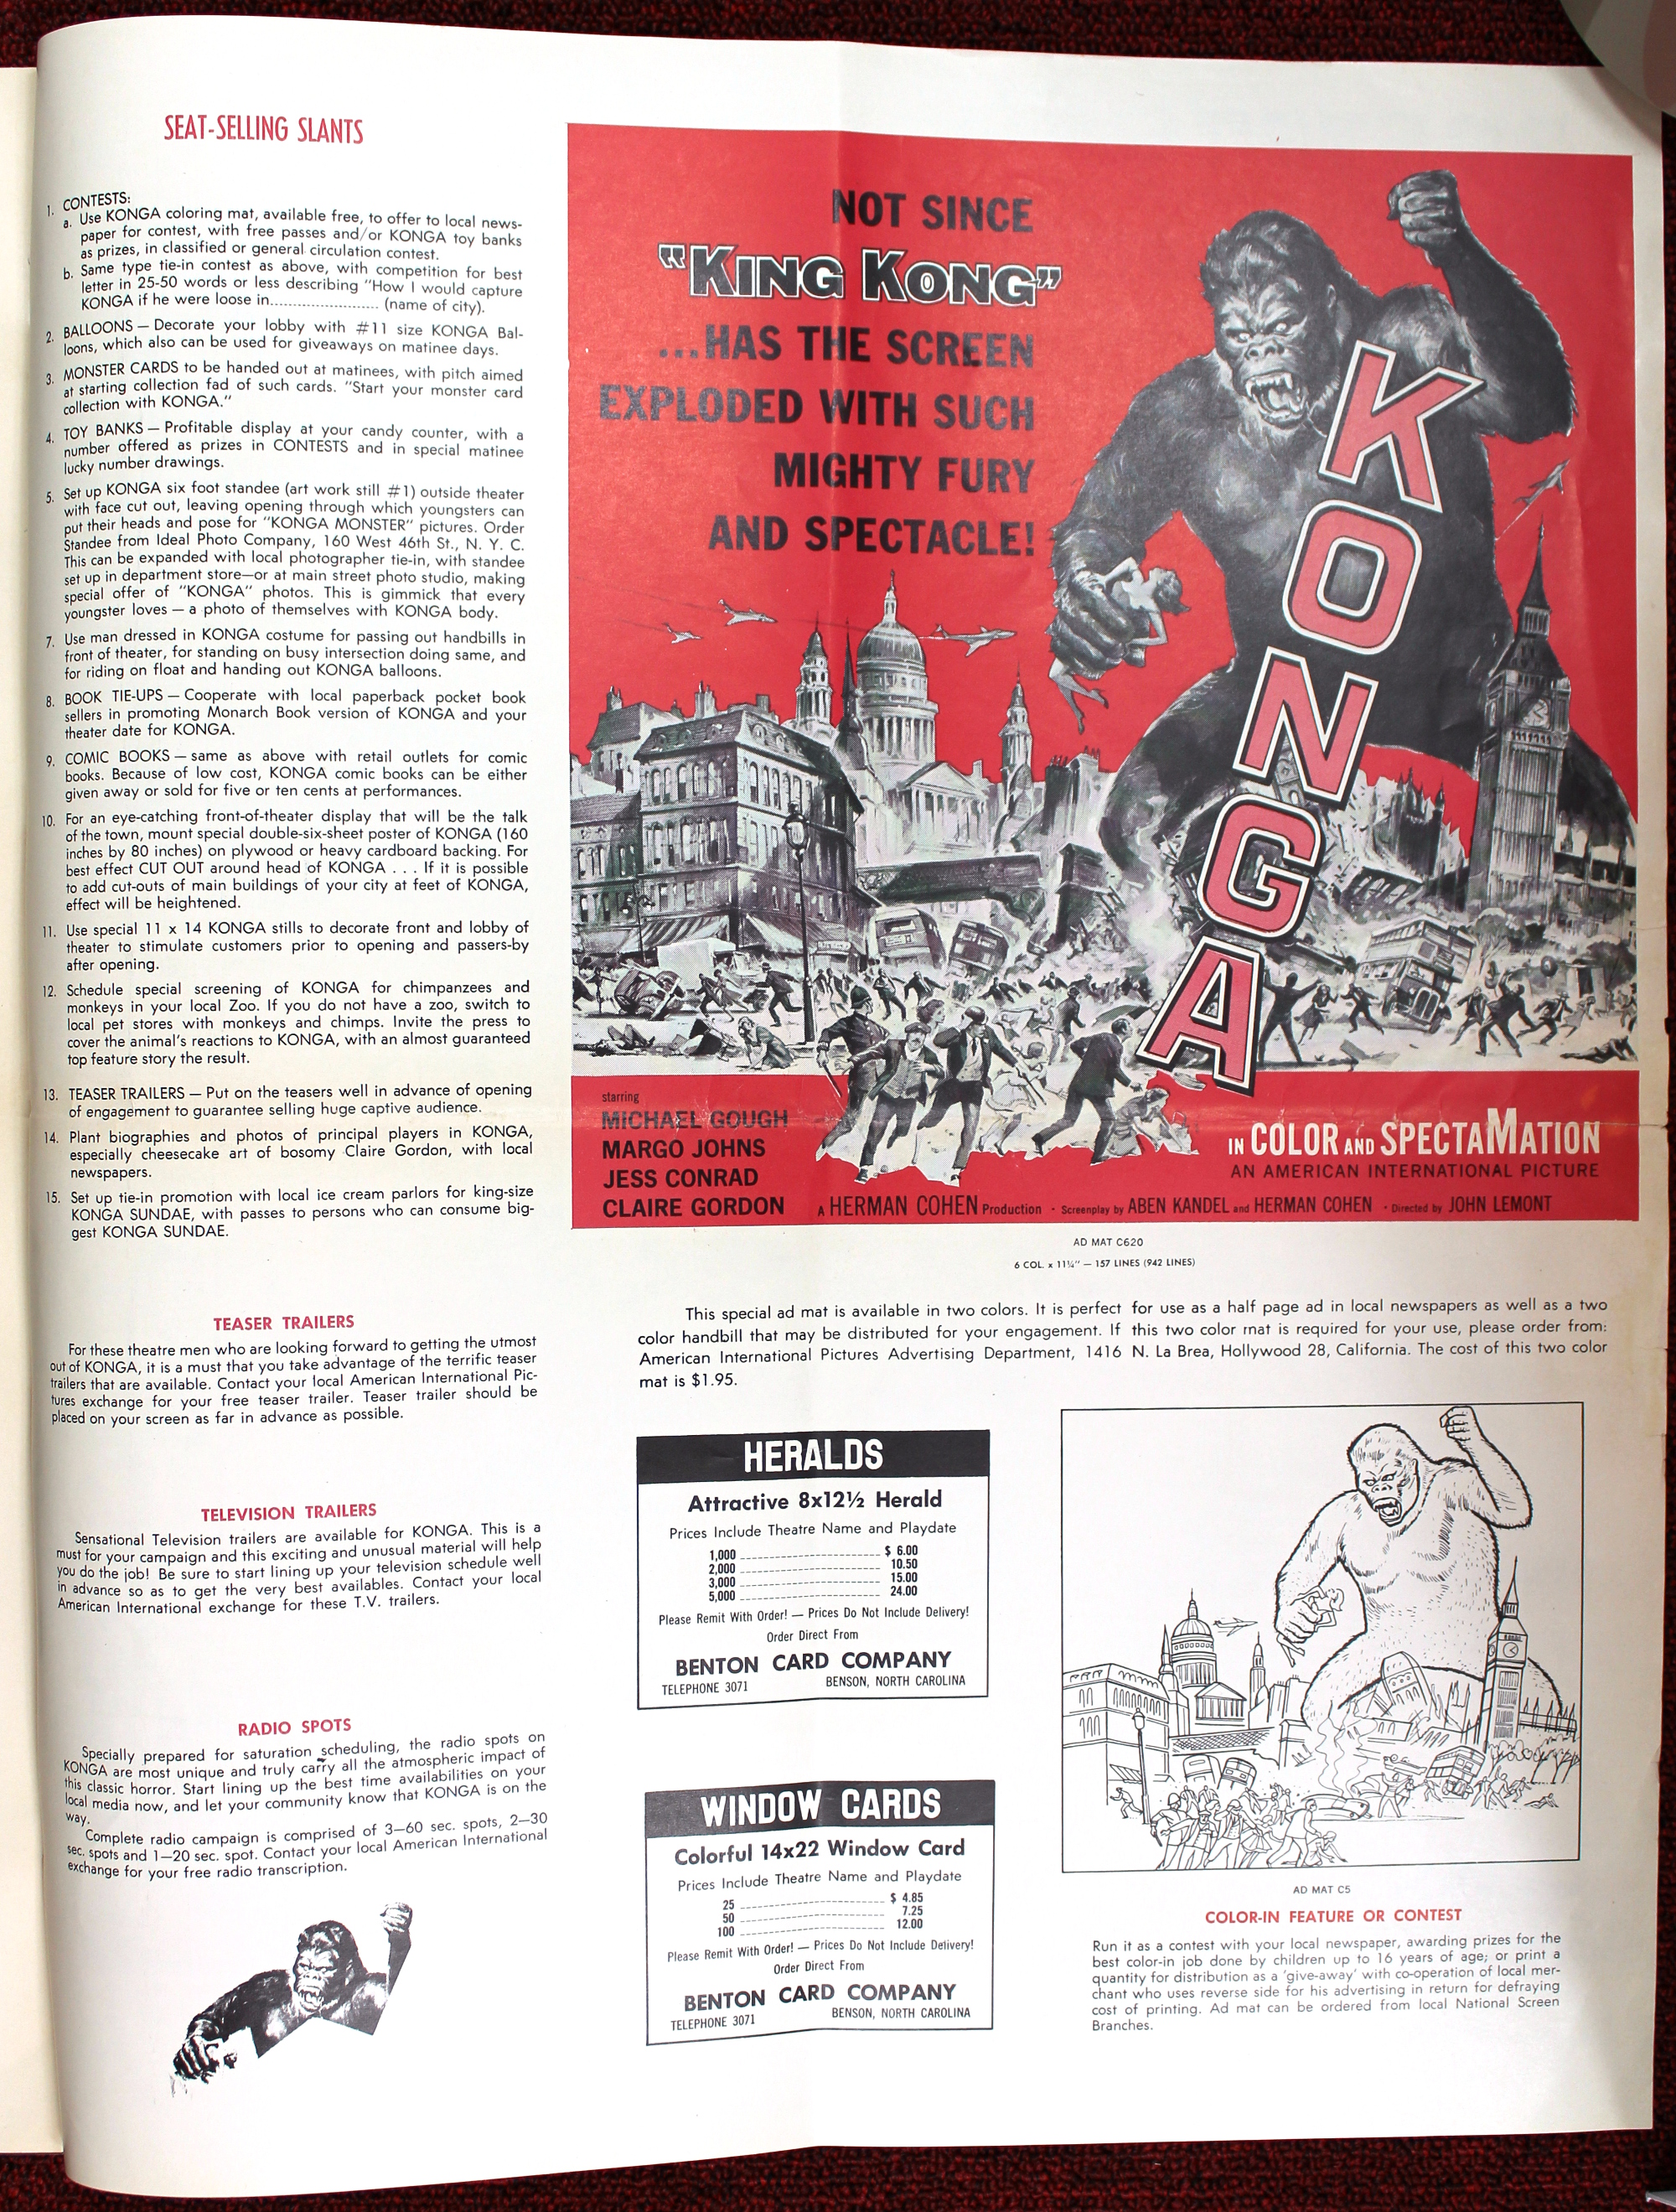 SEAT-SELLING SLANTS
1. CONTESTS:
a. Use KONGA coloring mat, available free, to offer to local news-
paper for contest, with free passes and/or KONGA toy banks
as prizes, in classified or general circulation contest.
b. Same type tie-in contest as above, with competition for best
letter in 25-50 words or less describing "How I would capture
KONGA if he were loose in........................ (name of city).
2. BALLOONS — Decorate your lobby with #11 size KONGA Bal-
loons, which also can be used for giveaways on matinee days.
3. MONSTER CARDS to be handed out at matinees, with pitch aimed
at starting collection fad of such cards. "Start your monster card
collection with KONGA."
4. TOY BANKS — Profitable display at your candy counter, with a
number offered as prizes in CONTESTS and in special matinee
lucky number drawings.
5. Set up KONGA six foot standee (art work still #1) outside theater
with face cut out, leaving opening through which youngsters can
put their heads and pose for "KONGA MONSTER" pictures. Order
Standee from Ideal Photo Company, 160 West 46th St., N. Y. C.
This can be expanded with local photographer tie-in, with standee
set up in department store—or at main street photo studio, making
special offer of "KONGA" photos. This is gimmick that every
youngster loves — a photo of themselves with KONGA body.
7. Use man dressed in KONGA costume for passing out handbills in
front of theater, for standing on busy intersection doing same, and
for riding on float and handing out KONGA balloons.
8. BOOK TIE-UPS — Cooperate with local paperback pocket book
sellers in promoting Monarch Book version of KONGA and your
theater date for KONGA.
9. COMIC BOOKS — same as above with retail outlets for comic
books. Because of low cost, KONGA comic books can be either
given away or sold for five or ten cents at performances.
10. For an eye-catching front-of-theater display that will be the talk
of the town, mount special double-six-sheet poster of KONGA (160
inches by 80 inches) on plywood or heavy cardboard backing. For
best effect CUT OUT around head of KONGA . . . If it is possible
to add cut-outs of main buildings of your city at feet of KONGA,
effect will be heightened.
11. Use special 11 x 14 KONGA stills to decorate front and lobby of
theater to stimulate customers prior to opening and passers-by
after opening.
12. Schedule special screening of KONGA for chimpanzees and
monkeys in your local Zoo. If you do not have a zoo, switch to
local pet stores with monkeys and chimps. Invite the press to
cover the animal's reactions to KONGA, with an almost guaranteed
top feature story the result.
13. TEASER TRAILERS — Put on the teasers well in advance of opening
of engagement to guarantee selling huge captive audience.
14. Plant biographies and photos of principal players in KONGA,
especially cheesecake art of bosomy Claire Gordon, with local
newspapers.
15. Set up tie-in promotion with local ice cream parlors for king-size
KONGA SUNDAE, with passes to persons who can consume big-
gest KONGA SUNDAE.
TEASER TRAILERS
For these theatre men who are looking forward to getting the utmost
out of KONGA, it is a must that you take advantage of the terrific teaser
trailers that are available. Contact your local American International Pic-
tures exchange for your free teaser trailer. Teaser trailer should be
placed on your screen as far in advance as possible.
TELEVISION TRAILERS
Sensational Television trailers are available for KONGA. This is a
must for your campaign and this exciting and unusual material will help
you do the job! Be sure to start lining up your television schedule well
in advance so as to get the very best availables. Contact your local
American International exchange for these T.V. trailers.
RADIO SPOTS
Specially prepared for saturation scheduling, the radio spots on
KONGA are most unique and truly carry all the atmospheric impact of
this classic horror. Start lining up the best time availabilities on your
local media now, and let your community know that KONGA is on the
way.
Complete radio campaign is comprised of 3—60 sec. spots, 2—30
sec. spots and 1—20 sec. spot. Contact your local American International
exchange for your free radio transcription.
NOT SINCE
"KING KONG"
...HAS THE SCREEN
EXPLODED WITH SUCH
MIGHTY FURY
AND SPECTACLE!
KONGA
starring
MICHAEL GOUGH
MARGO JOHNS
JESS CONRAD
CLAIRE GORDON
IN COLOR AND SPECTAMATION
AN AMERICAN INTERNATIONAL PICTURE
A HERMAN COHEN Production · Screenplay by ABEN KANDEL and HERMAN COHEN · Directed by JOHN LEMONT
AD MAT C620
6 COL. x 11¼" — 157 LINES (942 LINES)
This special ad mat is available in two colors. It is perfect for use as a half page ad in local newspapers as well as a two
color handbill that may be distributed for your engagement. If this two color mat is required for your use, please order from:
American International Pictures Advertising Department, 1416 N. La Brea, Hollywood 28, California. The cost of this two color
mat is $1.95.
HERALDS
Attractive 8x12½ Herald
Prices Include Theatre Name and Playdate
1,000 ........................ $ 6.00
2,000 ........................ 10.50
3,000 ........................ 15.00
5,000 ........................ 24.00
Please Remit With Order! — Prices Do Not Include Delivery!
Order Direct From
BENTON CARD COMPANY
TELEPHONE 3071 BENSON, NORTH CAROLINA
WINDOW CARDS
Colorful 14x22 Window Card
Prices Include Theatre Name and Playdate
25 ........................ $ 4.85
50 ........................ 7.25
100 ........................ 12.00
Please Remit With Order! — Prices Do Not Include Delivery!
Order Direct From
BENTON CARD COMPANY
TELEPHONE 3071 BENSON, NORTH CAROLINA
AD MAT C5
COLOR-IN FEATURE OR CONTEST
Run it as a contest with your local newspaper, awarding prizes for the
best color-in job done by children up to 16 years of age; or print a
quantity for distribution as a 'give-away' with co-operation of local mer-
chant who uses reverse side for his advertising in return for defraying
cost of printing. Ad mat can be ordered from local National Screen
Branches.